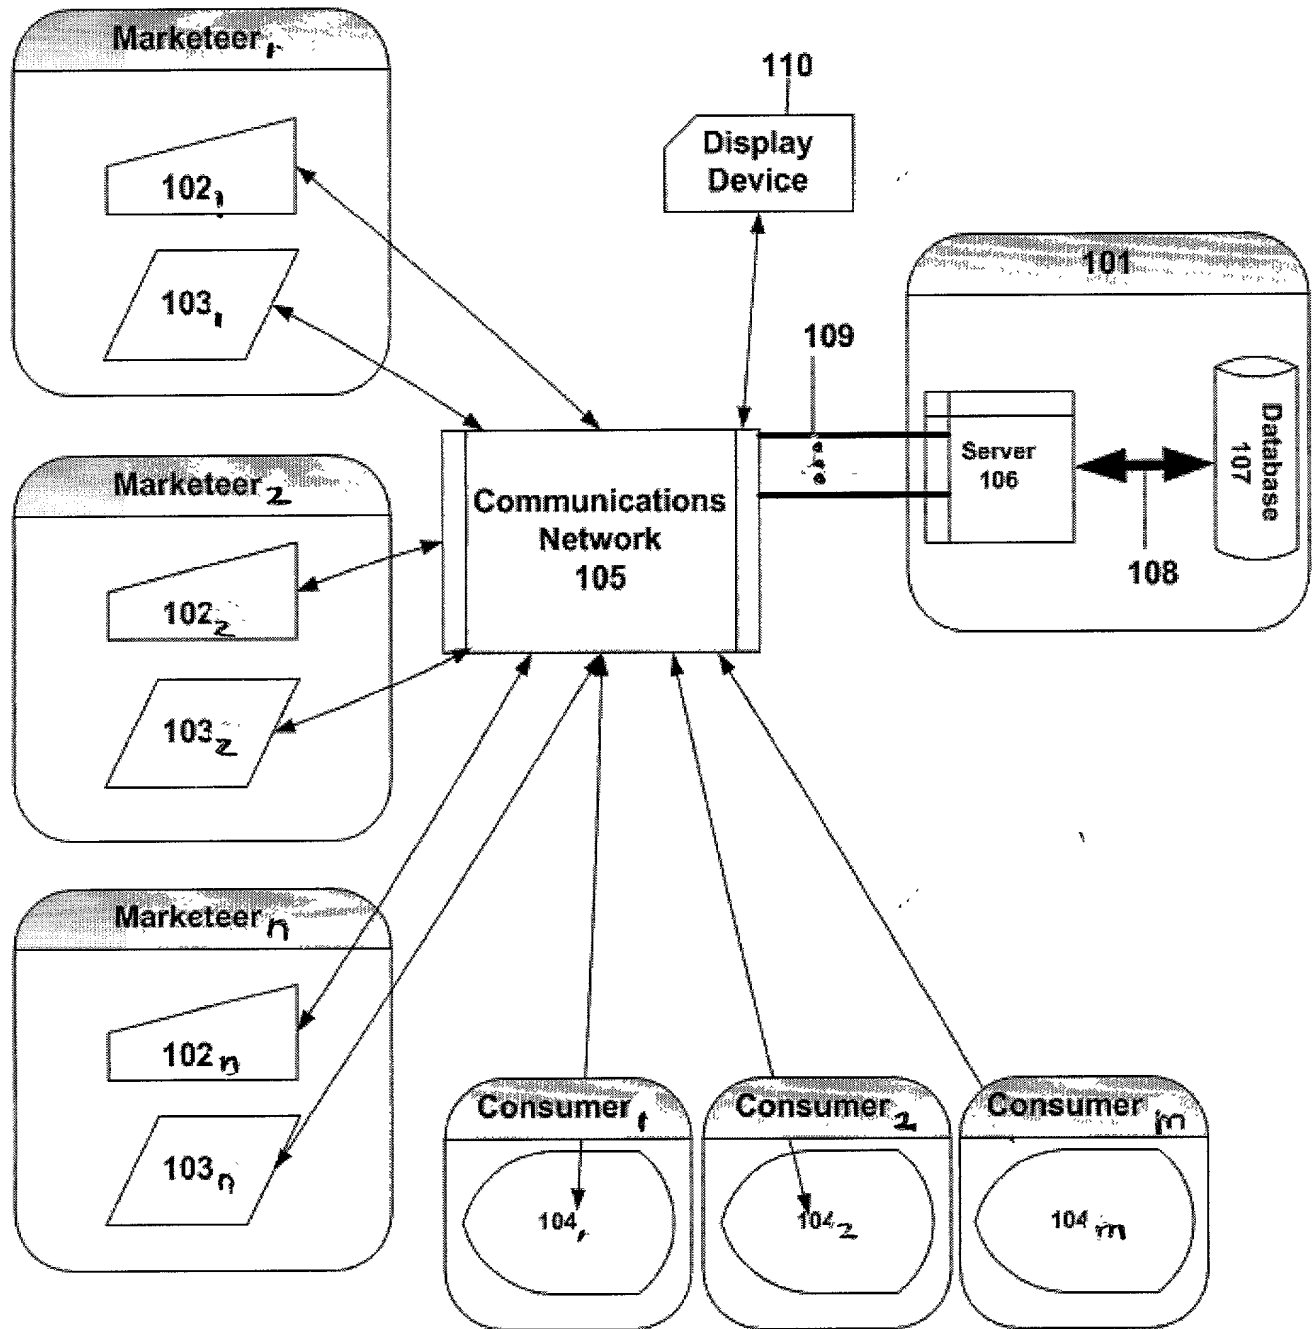 Marketeer 1
102 1
103 1
110
Display
Device
101
109
Server
106
Database
107
108
Communications
Network
105
Marketeer 2
102 2
103 2
Marketeer n
102 n
103 n
Consumer 1
104 1
Consumer 2
104 2
Consumer m
104 m